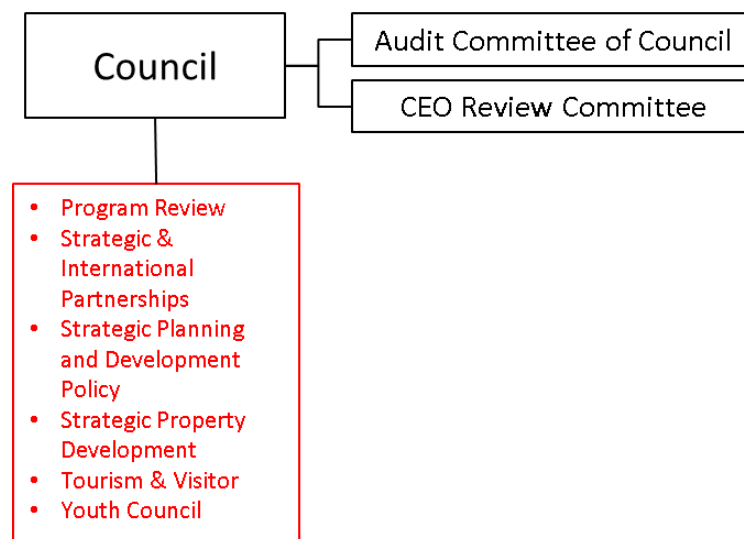 Council
Audit Committee of Council
CEO Review Committee
• Program Review
• Strategic &
International
Partnerships
• Strategic Planning
and Development
Policy
• Strategic Property
Development
• Tourism & Visitor
• Youth Council